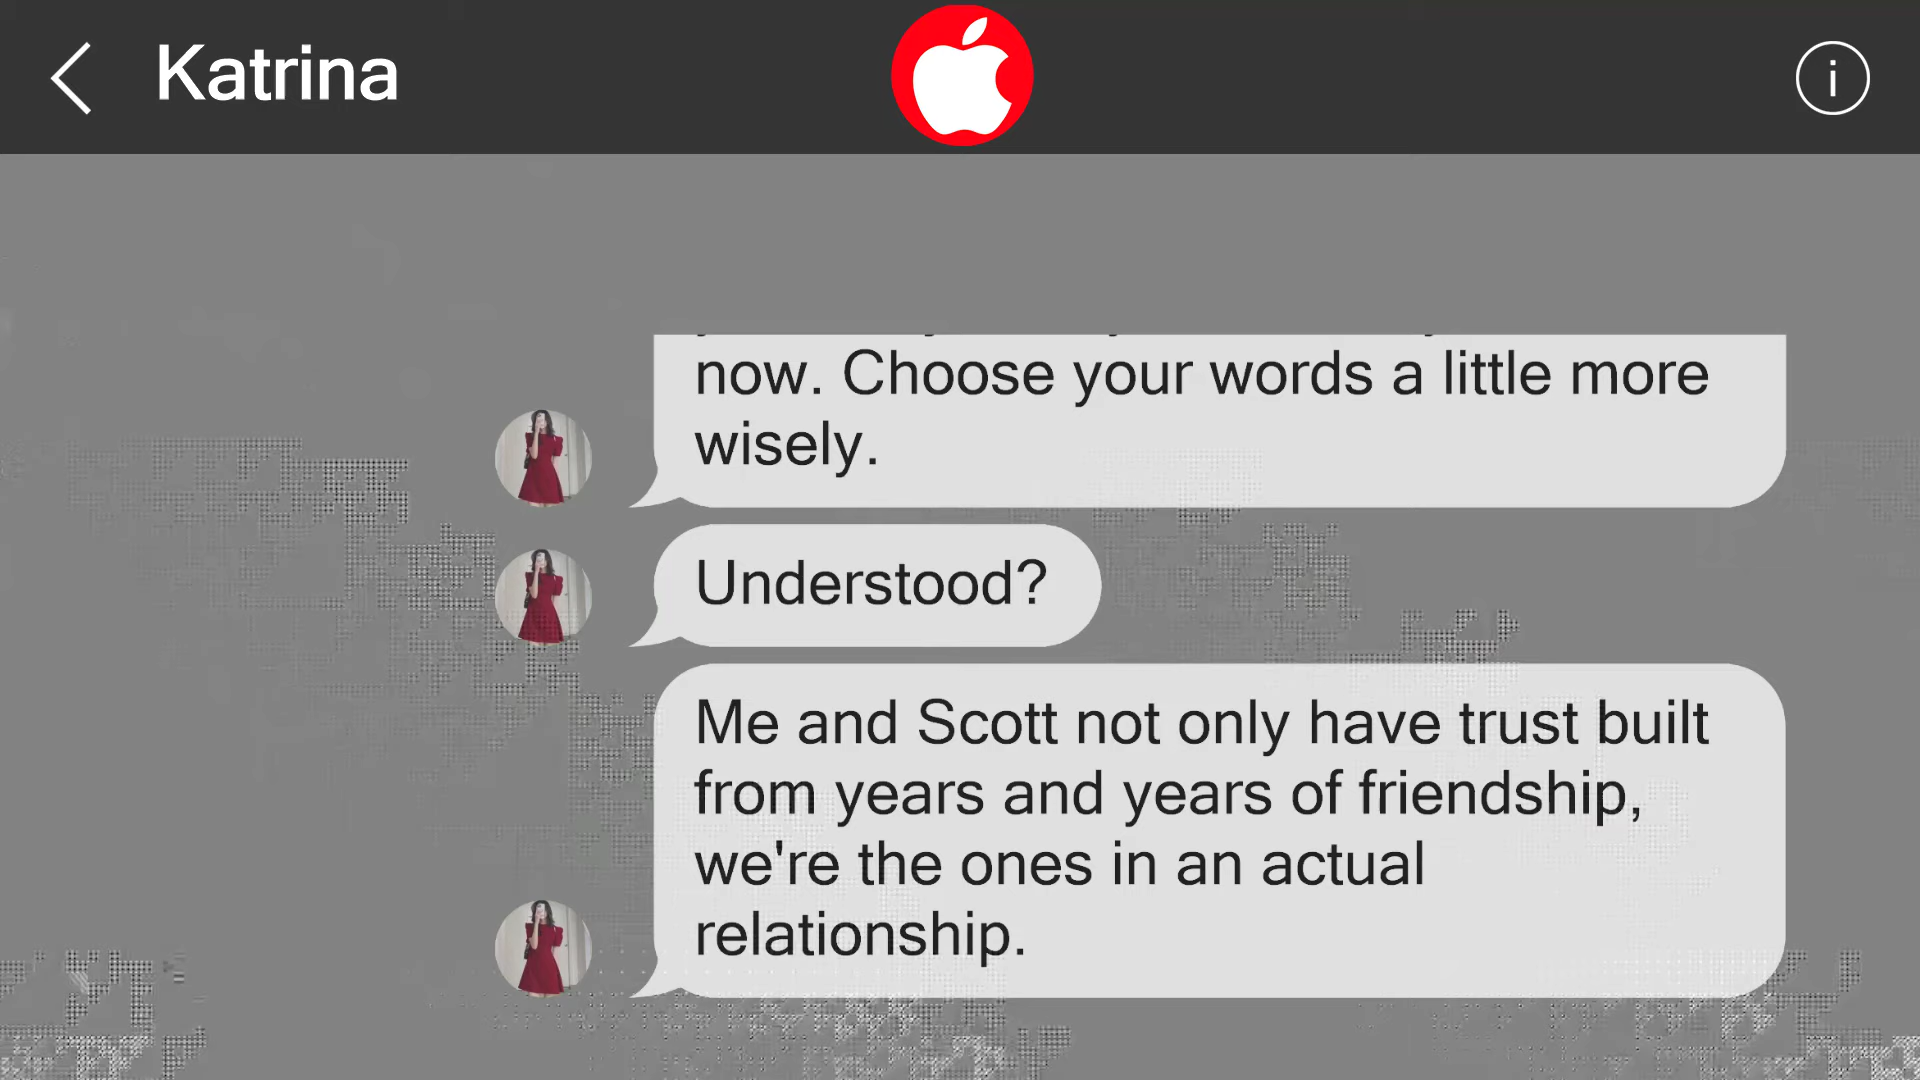 Katrina
i
now. Choose your words a little more
wisely.
Understood?
Me and Scott not only have trust built
from years and years of friendship,
we're the ones in an actual
relationship.